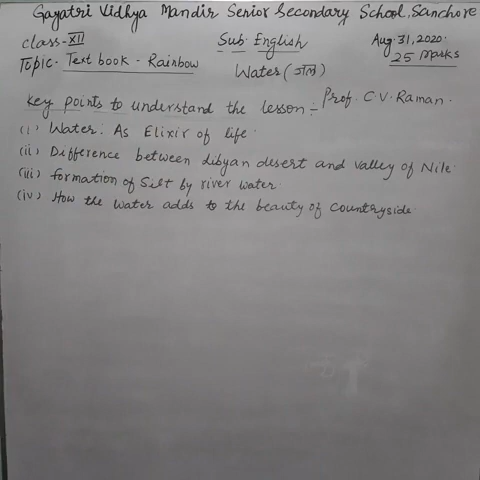 Gayatri Vidhya Mandir Senior Secondary School, Sanchore
Class-XII Sub: English Aug. 31, 2020.
Topic- Text book - Rainbow 25 Marks
Water (जल)
Key points to understand the lesson :- Prof. C.V. Raman.
(i) Water: As Elixir of life.
(ii) Difference between dibyan desert and Valley of Nile.
(iii) formation of Silt by river water.
(iv) How the water adds to the beauty of Countryside.